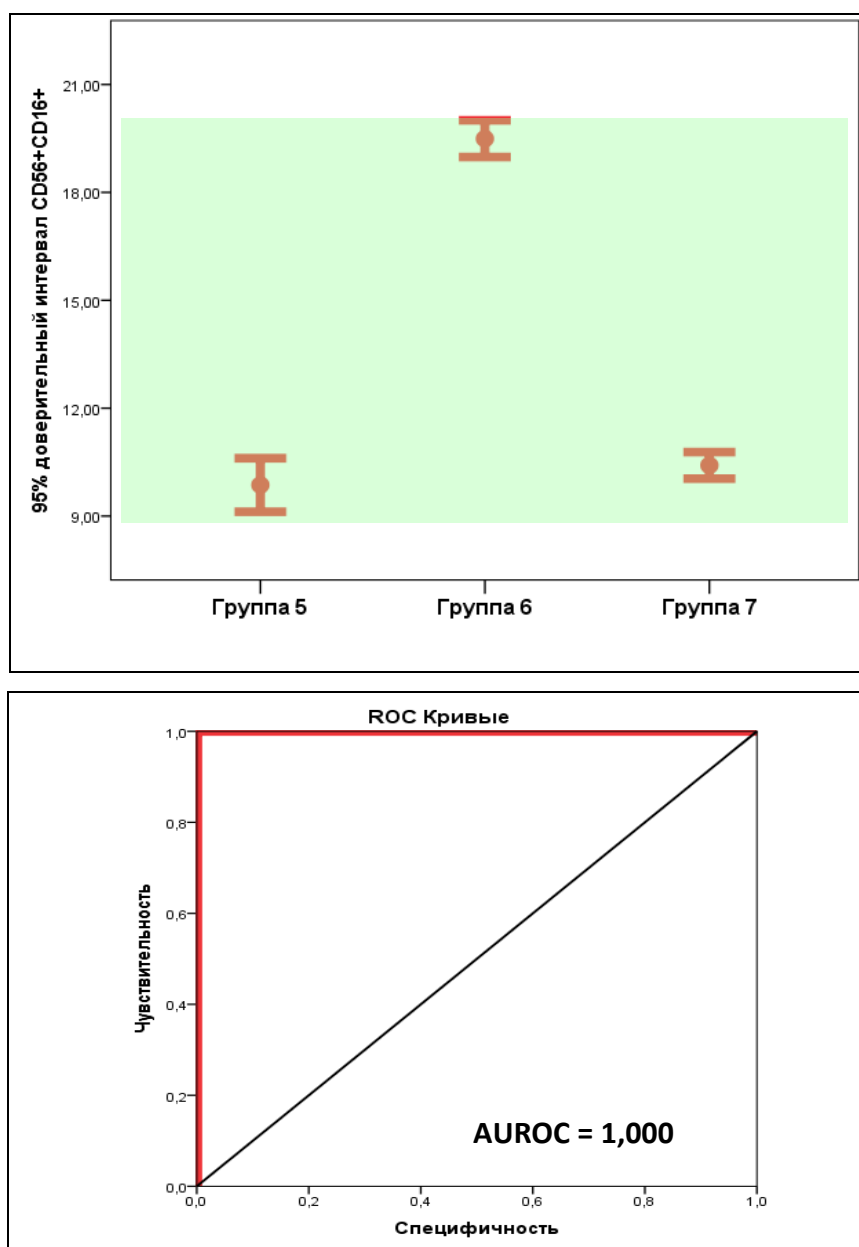 95% доверительный интервал CD56+CD16+
21,00
18,00
15,00
12,00
9,00
Группа 5 Группа 6 Группа 7
ROC Кривые
Чувствительность
1,0
0,8
0,6
0,4
0,2
0,0
AUROC = 1,000
0,0 0,2 0,4 0,6 0,8 1,0
Специфичность